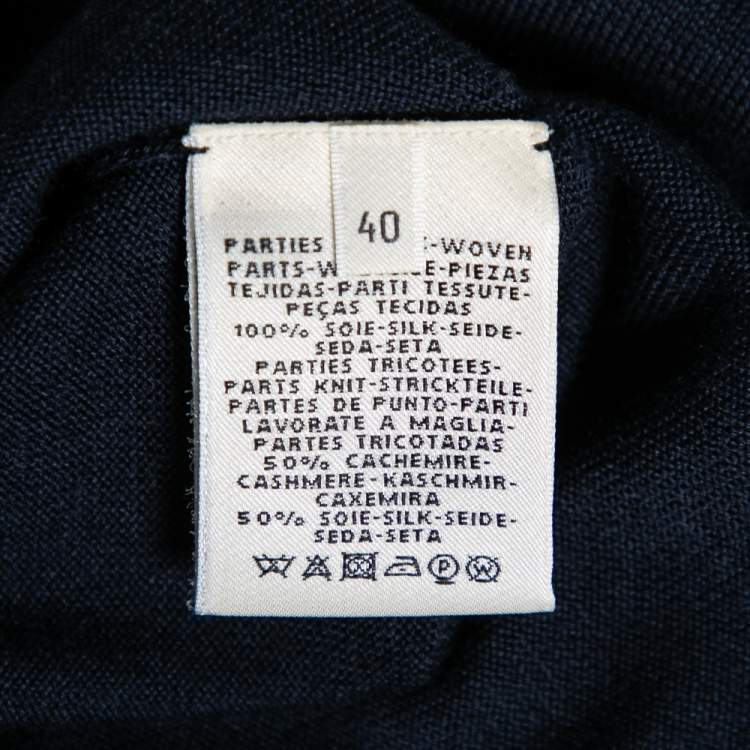 40
PARTIES -WOVEN
PARTS-W E-PIEZAS
TEJIDAS-PARTI TESSUTE-
PEÇAS TECIDAS
100% SOIE-SILK-SEIDE-
SEDA-SETA
PARTIES TRICOTEES-
PARTS KNIT-STRICKTEILE-
PARTES DE PUNTO-PARTI
LAVORATE A MAGLIA-
PARTES TRICOTADAS
50% CACHEMIRE-
CASHMERE-KASCHMIR-
CAXEMIRA
50% SOIE-SILK-SEIDE-
SEDA-SETA
P W